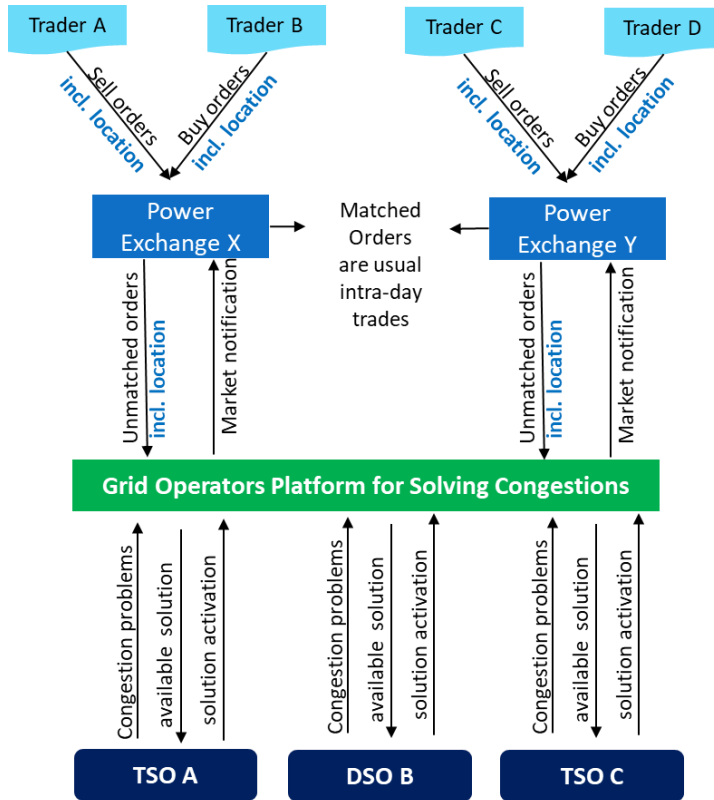 Trader A
Trader B
Trader C
Trader D
Sell orders
incl. location
Buy orders
incl. location
Sell orders
incl. location
Buy orders
incl. location
Power
Exchange X
Matched
Orders
are usual
intra-day
trades
Power
Exchange Y
Unmatched orders
incl. location
Market notification
Unmatched orders
incl. location
Market notification
Grid Operators Platform for Solving Congestions
Congestion problems
available solution
solution activation
Congestion problems
available solution
solution activation
Congestion problems
available solution
solution activation
TSO A
DSO B
TSO C